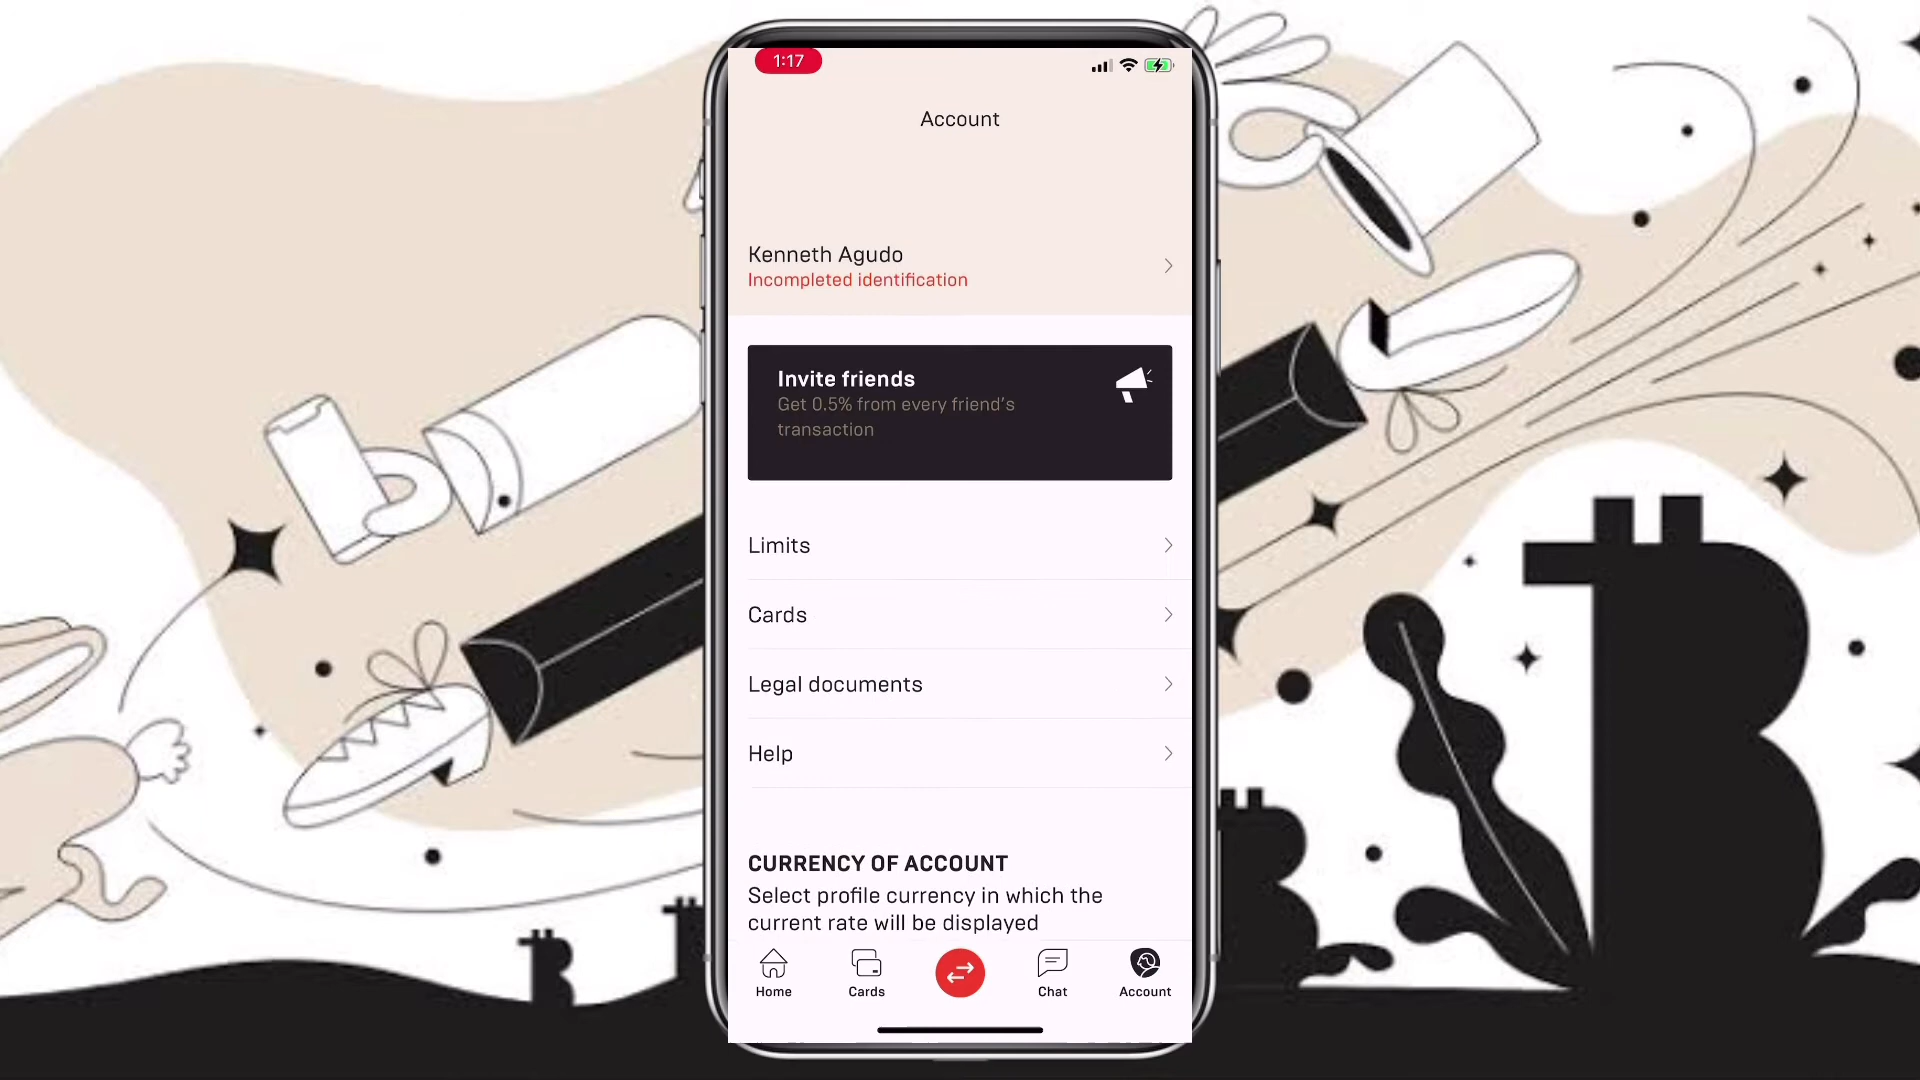 1:17
Account
Kenneth Agudo
Incompleted identification
Invite friends
Get 0.5% from every friend's
transaction
Limits
Cards
Legal documents
Help
CURRENCY OF ACCOUNT
Select profile currency in which the
current rate will be displayed
Home
Cards
Chat
Account